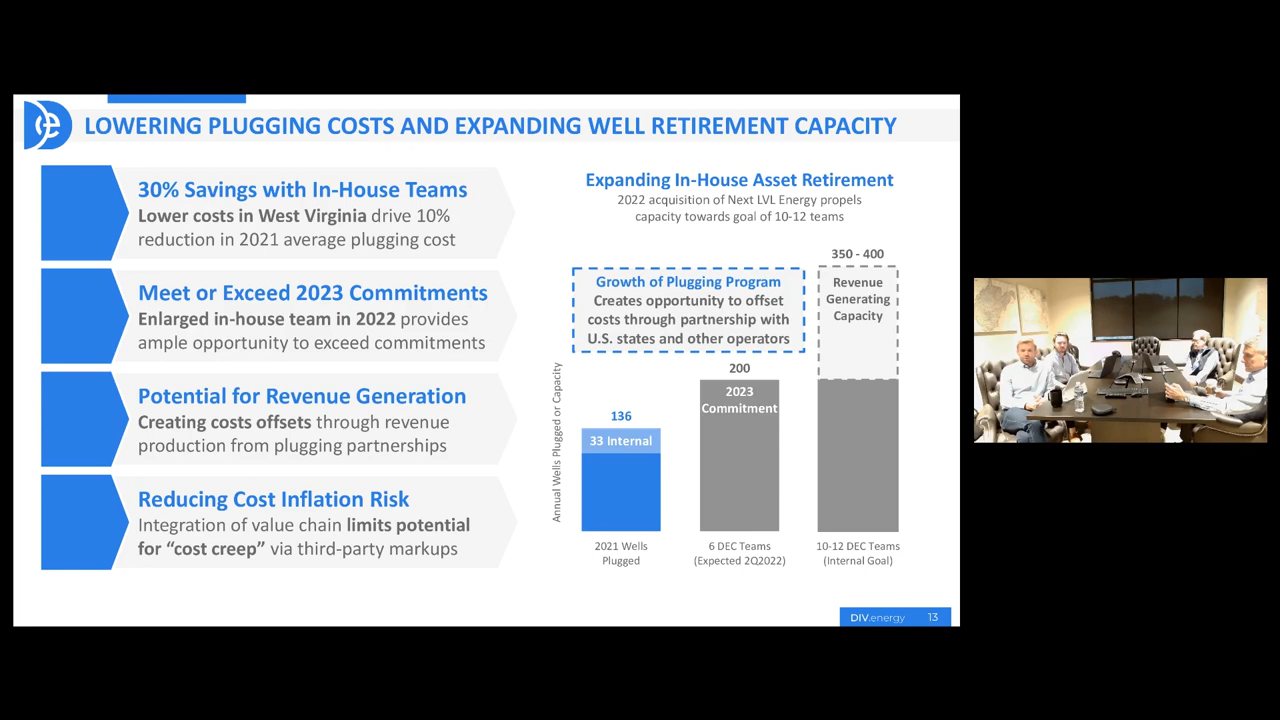 LOWERING PLUGGING COSTS AND EXPANDING WELL RETIREMENT CAPACITY
30% Savings with In-House Teams
Lower costs in West Virginia drive 10%
reduction in 2021 average plugging cost
Meet or Exceed 2023 Commitments
Enlarged in-house team in 2022 provides
ample opportunity to exceed commitments
Potential for Revenue Generation
Creating costs offsets through revenue
production from plugging partnerships
Reducing Cost Inflation Risk
Integration of value chain limits potential
for “cost creep” via third-party markups
Expanding In-House Asset Retirement
2022 acquisition of Next LVL Energy propels
capacity towards goal of 10-12 teams
Growth of Plugging Program
Creates opportunity to offset
costs through partnership with
U.S. states and other operators
Annual Wells Plugged or Capacity
136
33 Internal
2021 Wells
Plugged
200
2023
Commitment
6 DEC Teams
(Expected 2Q2022)
350 - 400
Revenue
Generating
Capacity
10-12 DEC Teams
(Internal Goal)
DIV.energy 13